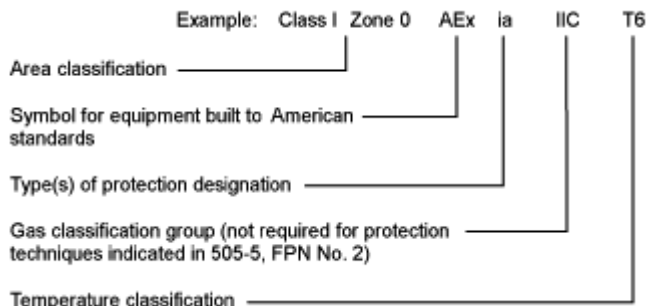 Example: Class I Zone 0 AEx ia IIC T6
Area classification
Symbol for equipment built to American
standards
Type(s) of protection designation
Gas classification group (not required for protection
techniques indicated in 505-5, FPN No. 2)
Temperature classification